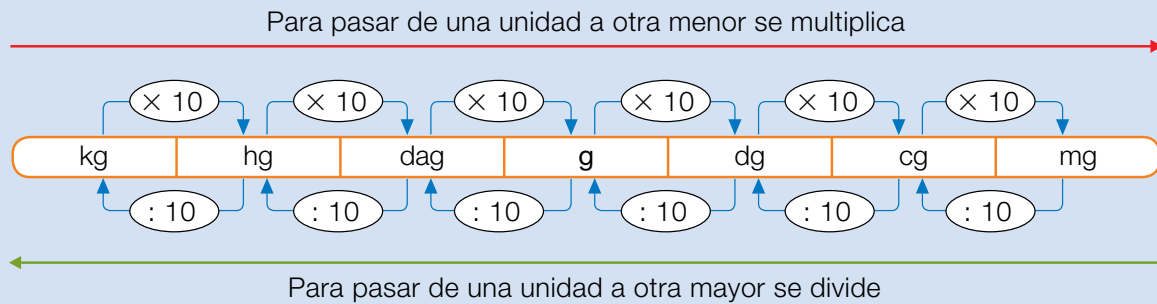 Para pasar de una unidad a otra menor se multiplica
× 10 × 10 × 10 × 10 × 10 × 10
kg hg dag g dg cg mg
: 10 : 10 : 10 : 10 : 10 : 10
Para pasar de una unidad a otra mayor se divide